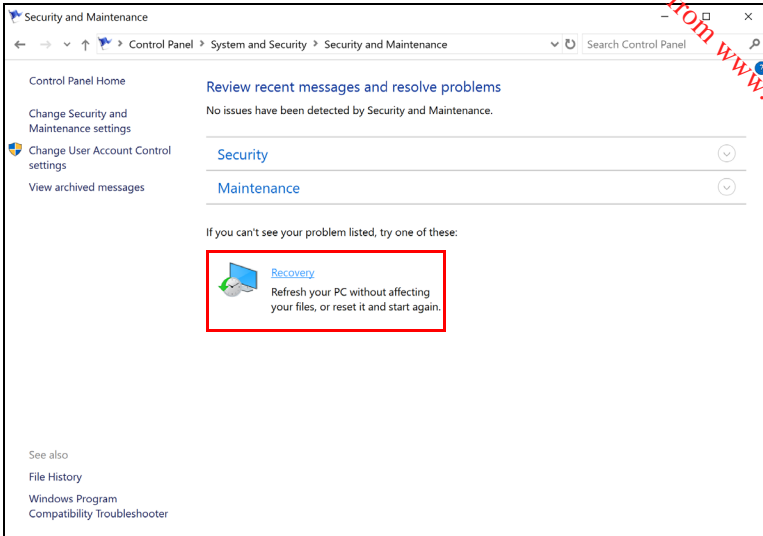 Security and Maintenance
Control Panel > System and Security > Security and Maintenance
Search Control Panel
from www.
?
Control Panel Home
Change Security and
Maintenance settings
Change User Account Control
settings
View archived messages
Review recent messages and resolve problems
No issues have been detected by Security and Maintenance.
Security
Maintenance
If you can't see your problem listed, try one of these:
Recovery
Refresh your PC without affecting
your files, or reset it and start again.
See also
File History
Windows Program
Compatibility Troubleshooter